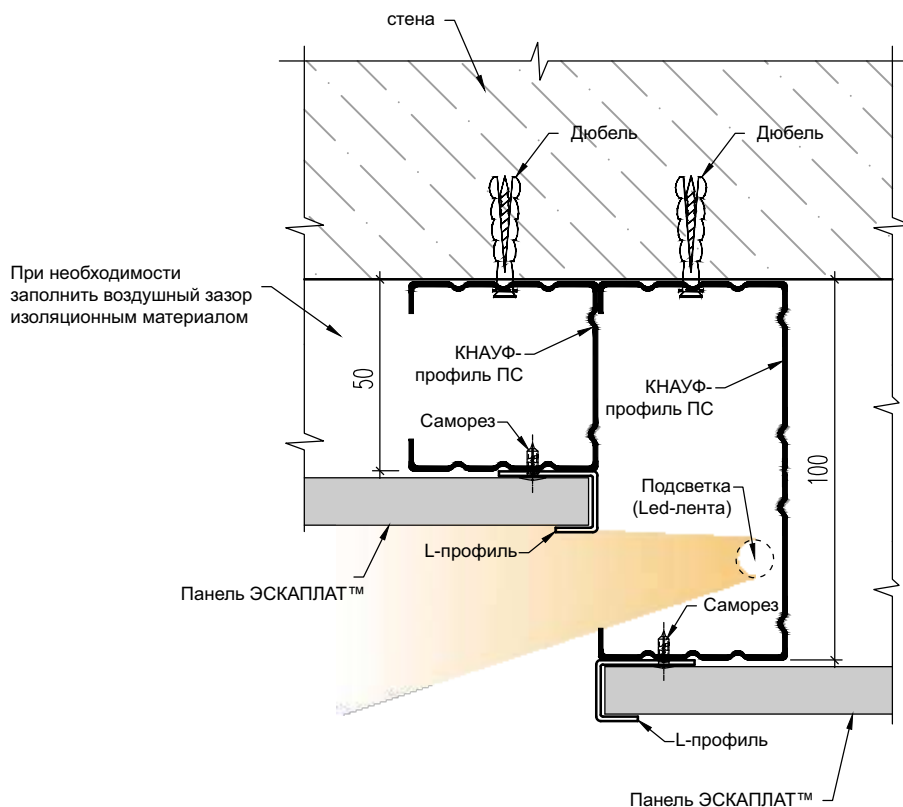 стена
Дюбель
Дюбель
При необходимости
заполнить воздушный зазор
изоляционным материалом
50
КНАУФ-
профиль ПС
КНАУФ-
профиль ПС
Саморез
100
Подсветка
(Led-лента)
L-профиль
Панель ЭСКАПЛАТ™
Саморез
L-профиль
Панель ЭСКАПЛАТ™